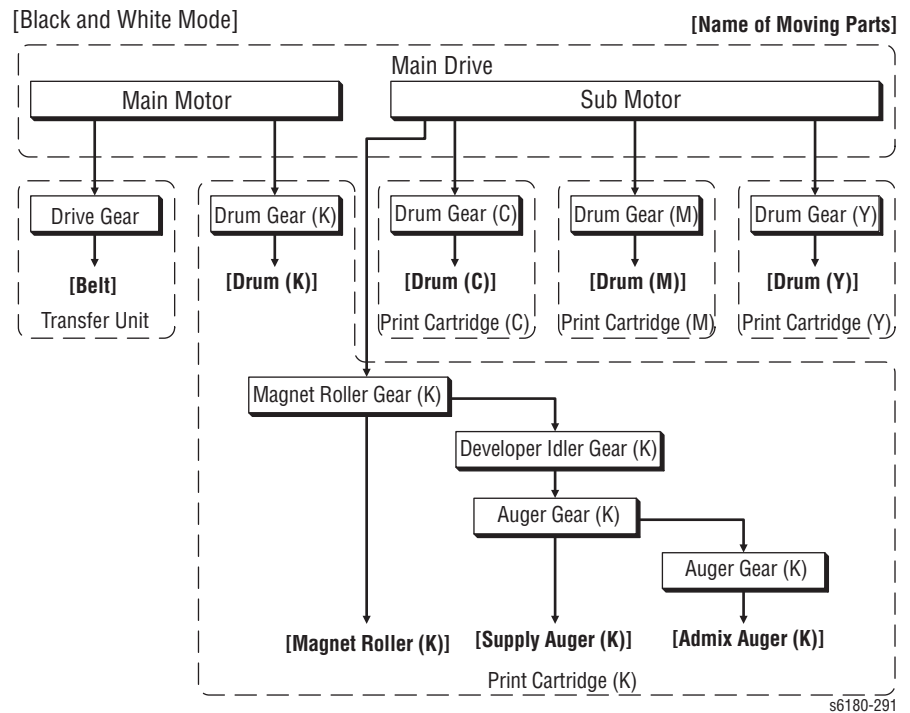 [Black and White Mode]
[Name of Moving Parts]
Main Drive
Main Motor
Sub Motor
Drive Gear
Drum Gear (K)
Drum Gear (C)
Drum Gear (M)
Drum Gear (Y)
[Belt]
[Drum (K)]
[Drum (C)]
[Drum (M)]
[Drum (Y)]
Transfer Unit
Print Cartridge (C)
Print Cartridge (M)
Print Cartridge (Y)
Magnet Roller Gear (K)
Developer Idler Gear (K)
Auger Gear (K)
Auger Gear (K)
[Magnet Roller (K)]
[Supply Auger (K)]
[Admix Auger (K)]
Print Cartridge (K)
s6180-291